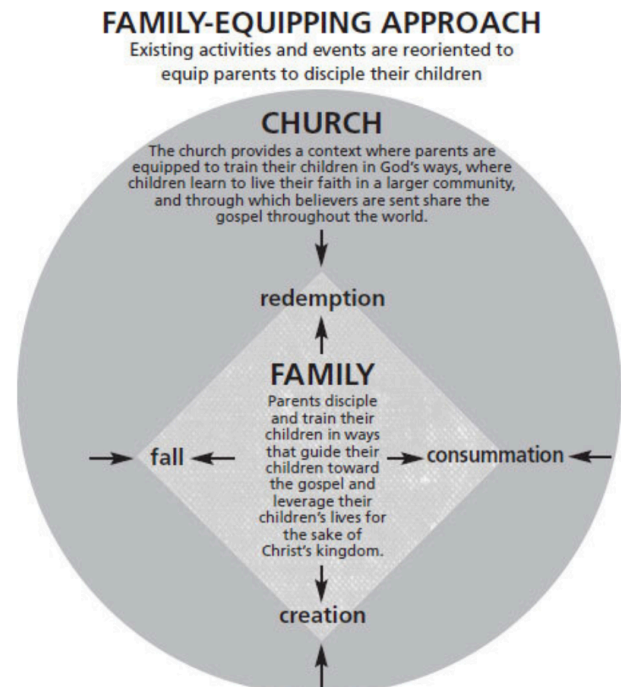 FAMILY-EQUIPPING APPROACH
Existing activities and events are reoriented to
equip parents to disciple their children
CHURCH
The church provides a context where parents are
equipped to train their children in God's ways, where
children learn to live their faith in a larger community,
and through which believers are sent share the
gospel throughout the world.
redemption
FAMILY
Parents disciple
and train their
children in ways
that guide their
children toward
the gospel and
leverage their
children's lives for
the sake of
Christ's kingdom.
fall
consummation
creation